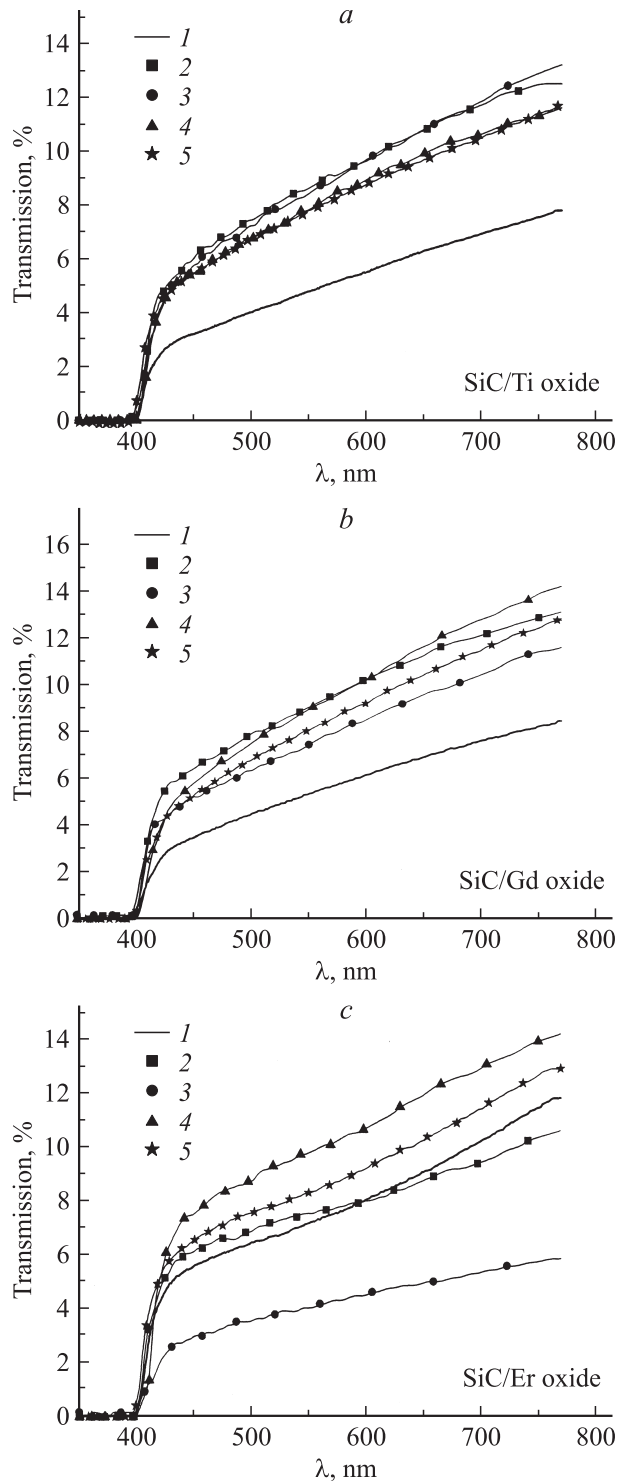 a
14
12
10
8
6
4
2
0
Transmission, %
1
2
3
4
5
SiC/Ti oxide
400 500 600 700 800
λ, nm
b
16
14
12
10
8
6
4
2
0
Transmission, %
1
2
3
4
5
SiC/Gd oxide
400 500 600 700 800
λ, nm
c
14
12
10
8
6
4
2
0
Transmission, %
1
2
3
4
5
SiC/Er oxide
400 500 600 700 800
λ, nm